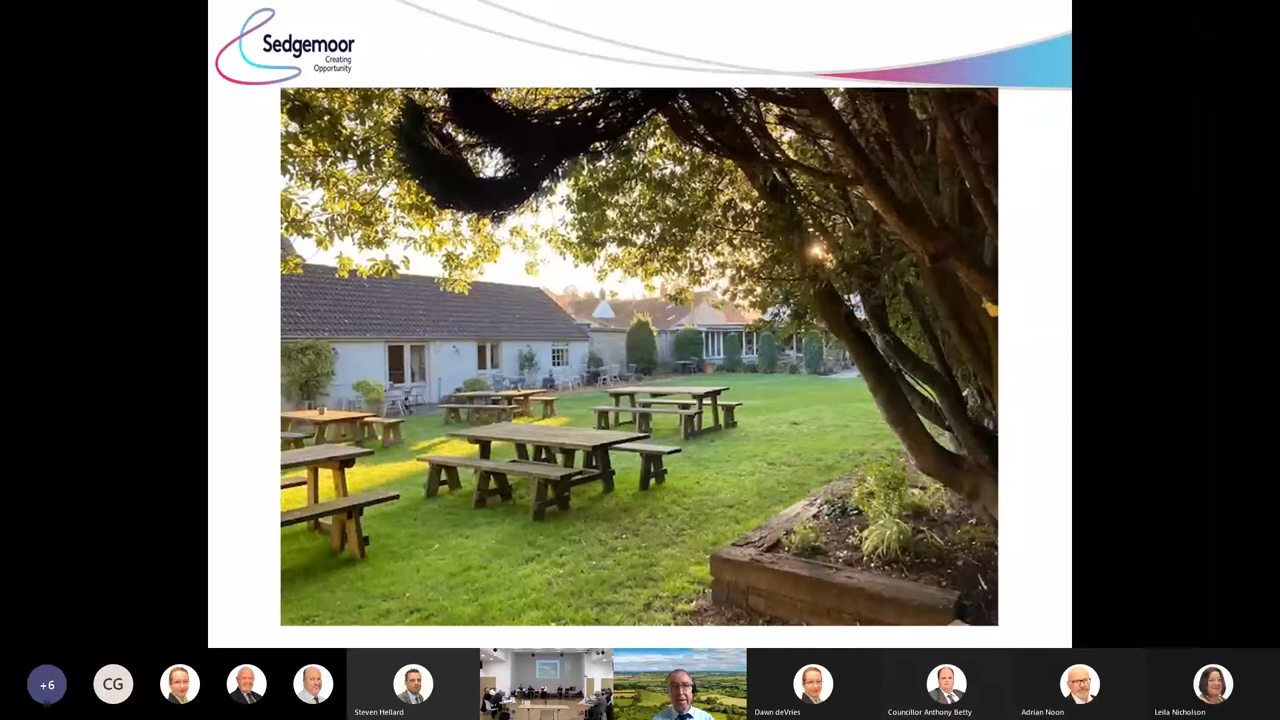 Sedgemoor
Creating
Opportunity
+6
CG
Steven Hellard
Dawn deVries
Councillor Anthony Betty
Adrian Noon
Leila Nicholson